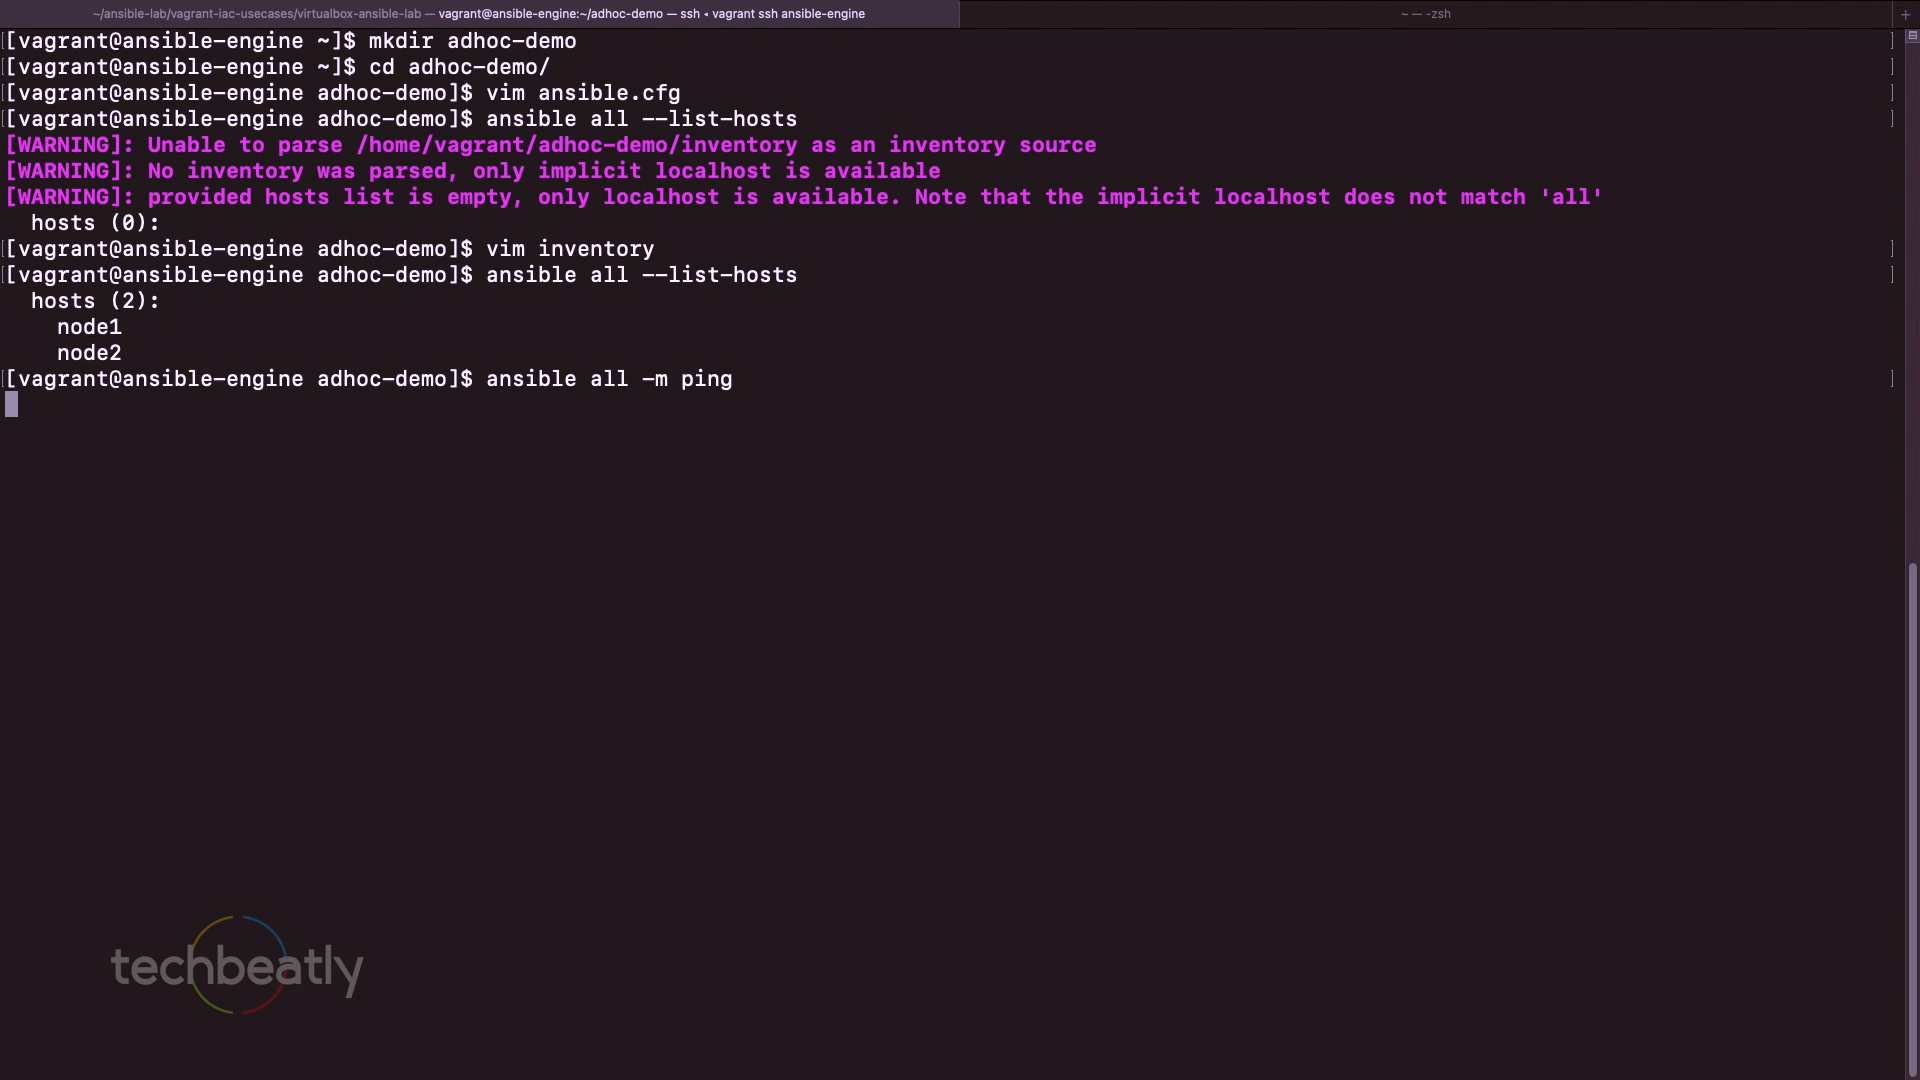 ~/ansible-lab/vagrant-iac-usecases/virtualbox-ansible-lab — vagrant@ansible-engine:~/adhoc-demo — ssh ◂ vagrant ssh ansible-engine
~ — -zsh
[vagrant@ansible-engine ~]$ mkdir adhoc-demo
[vagrant@ansible-engine ~]$ cd adhoc-demo/
[vagrant@ansible-engine adhoc-demo]$ vim ansible.cfg
[vagrant@ansible-engine adhoc-demo]$ ansible all --list-hosts
[WARNING]: Unable to parse /home/vagrant/adhoc-demo/inventory as an inventory source
[WARNING]: No inventory was parsed, only implicit localhost is available
[WARNING]: provided hosts list is empty, only localhost is available. Note that the implicit localhost does not match 'all'
hosts (0):
[vagrant@ansible-engine adhoc-demo]$ vim inventory
[vagrant@ansible-engine adhoc-demo]$ ansible all --list-hosts
hosts (2):
node1
node2
[vagrant@ansible-engine adhoc-demo]$ ansible all -m ping
techbeatly